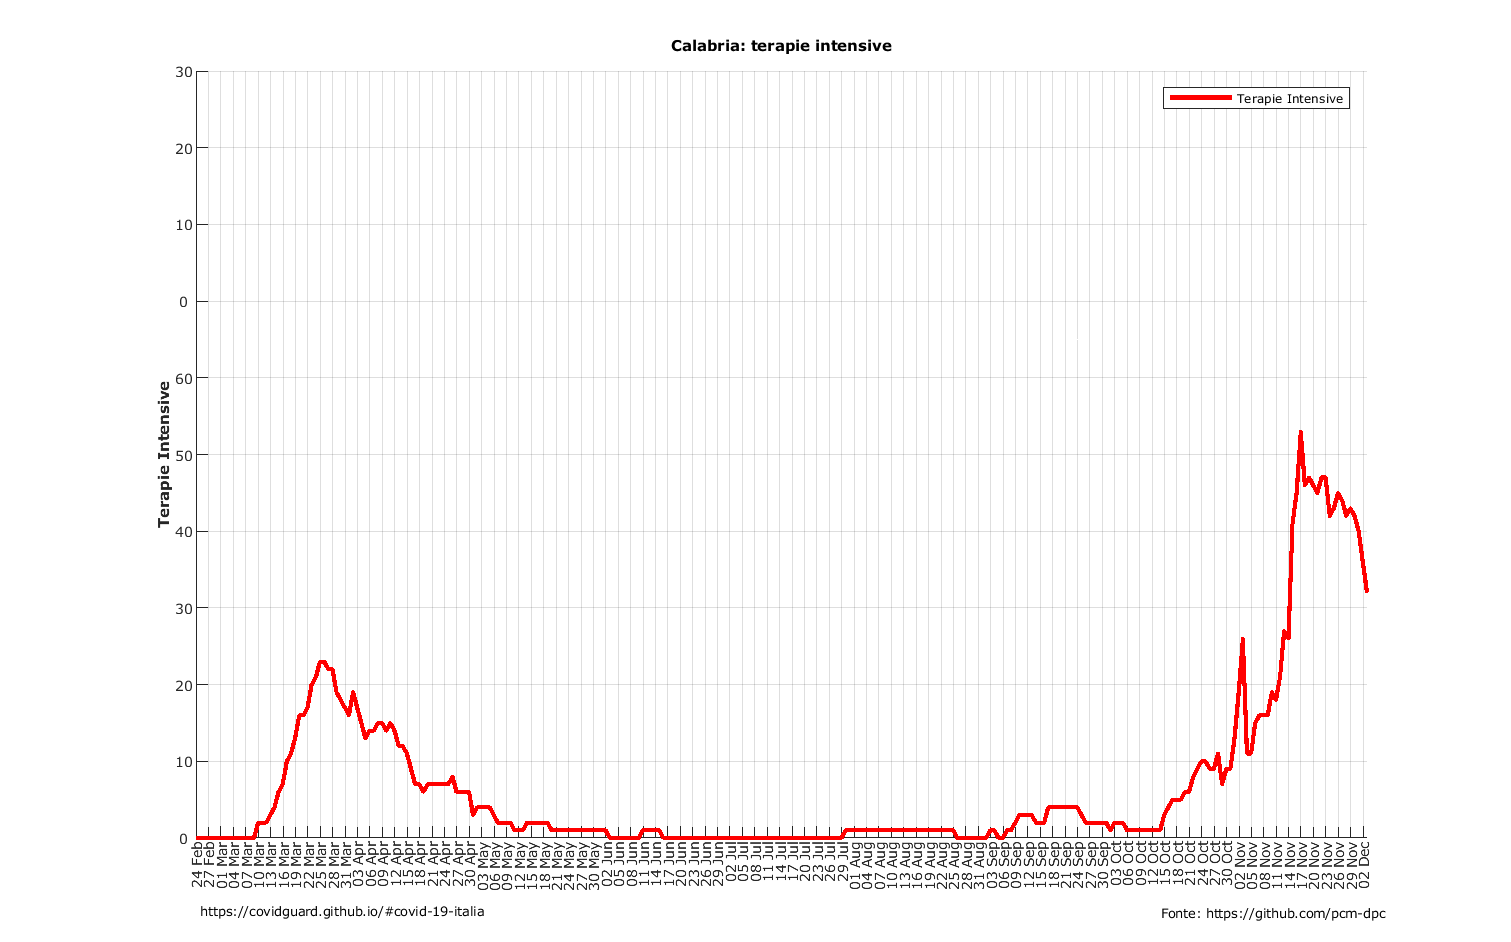 Calabria: terapie intensive
Terapie Intensive
30
20
10
0
60
50
40
30
20
10
0
Terapie Intensive
24 Feb
27 Feb
01 Mar
04 Mar
07 Mar
10 Mar
13 Mar
16 Mar
19 Mar
22 Mar
25 Mar
28 Mar
31 Mar
03 Apr
06 Apr
09 Apr
12 Apr
15 Apr
18 Apr
21 Apr
24 Apr
27 Apr
30 Apr
03 May
06 May
09 May
12 May
15 May
18 May
21 May
24 May
27 May
30 May
02 Jun
05 Jun
08 Jun
11 Jun
14 Jun
17 Jun
20 Jun
23 Jun
26 Jun
29 Jun
02 Jul
05 Jul
08 Jul
11 Jul
14 Jul
17 Jul
20 Jul
23 Jul
26 Jul
29 Jul
01 Aug
04 Aug
07 Aug
10 Aug
13 Aug
16 Aug
19 Aug
22 Aug
25 Aug
28 Aug
31 Aug
03 Sep
06 Sep
09 Sep
12 Sep
15 Sep
18 Sep
21 Sep
24 Sep
27 Sep
30 Sep
03 Oct
06 Oct
09 Oct
12 Oct
15 Oct
18 Oct
21 Oct
24 Oct
27 Oct
30 Oct
02 Nov
05 Nov
08 Nov
11 Nov
14 Nov
17 Nov
20 Nov
23 Nov
26 Nov
29 Nov
02 Dec
https://covidguard.github.io/#covid-19-italia
Fonte: https://github.com/pcm-dpc